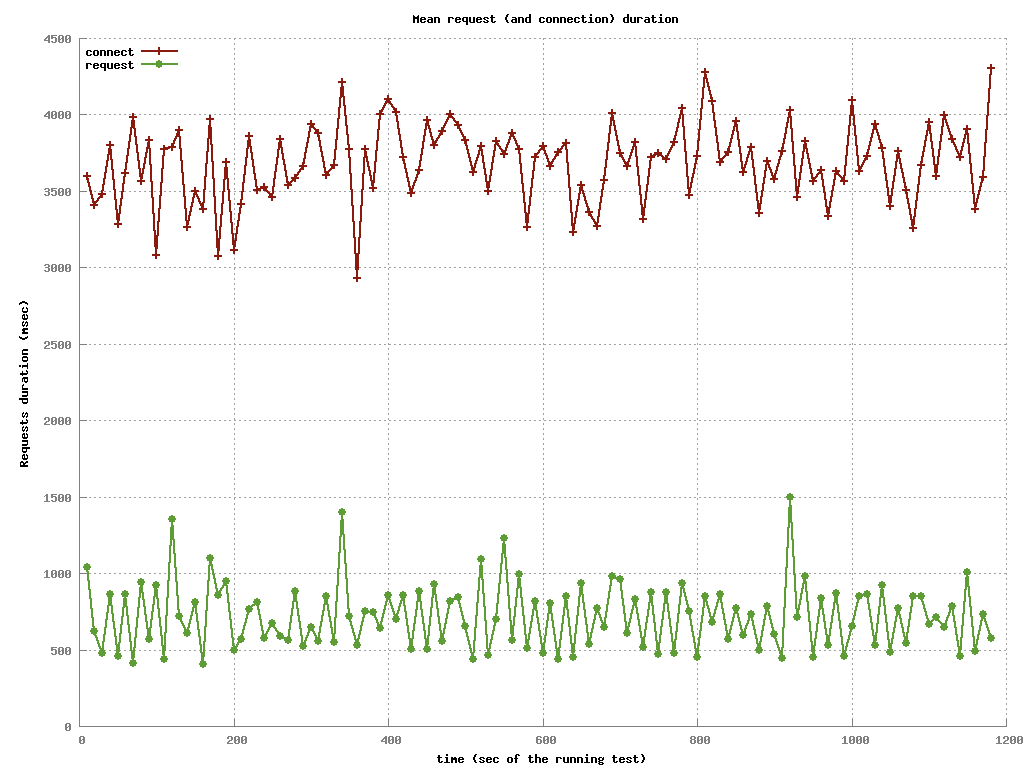 Mean request (and connection) duration
connect
request
4500
4000
3500
3000
2500
2000
1500
1000
500
0
Requests duration (msec)
0 200 400 600 800 1000 1200
time (sec of the running test)